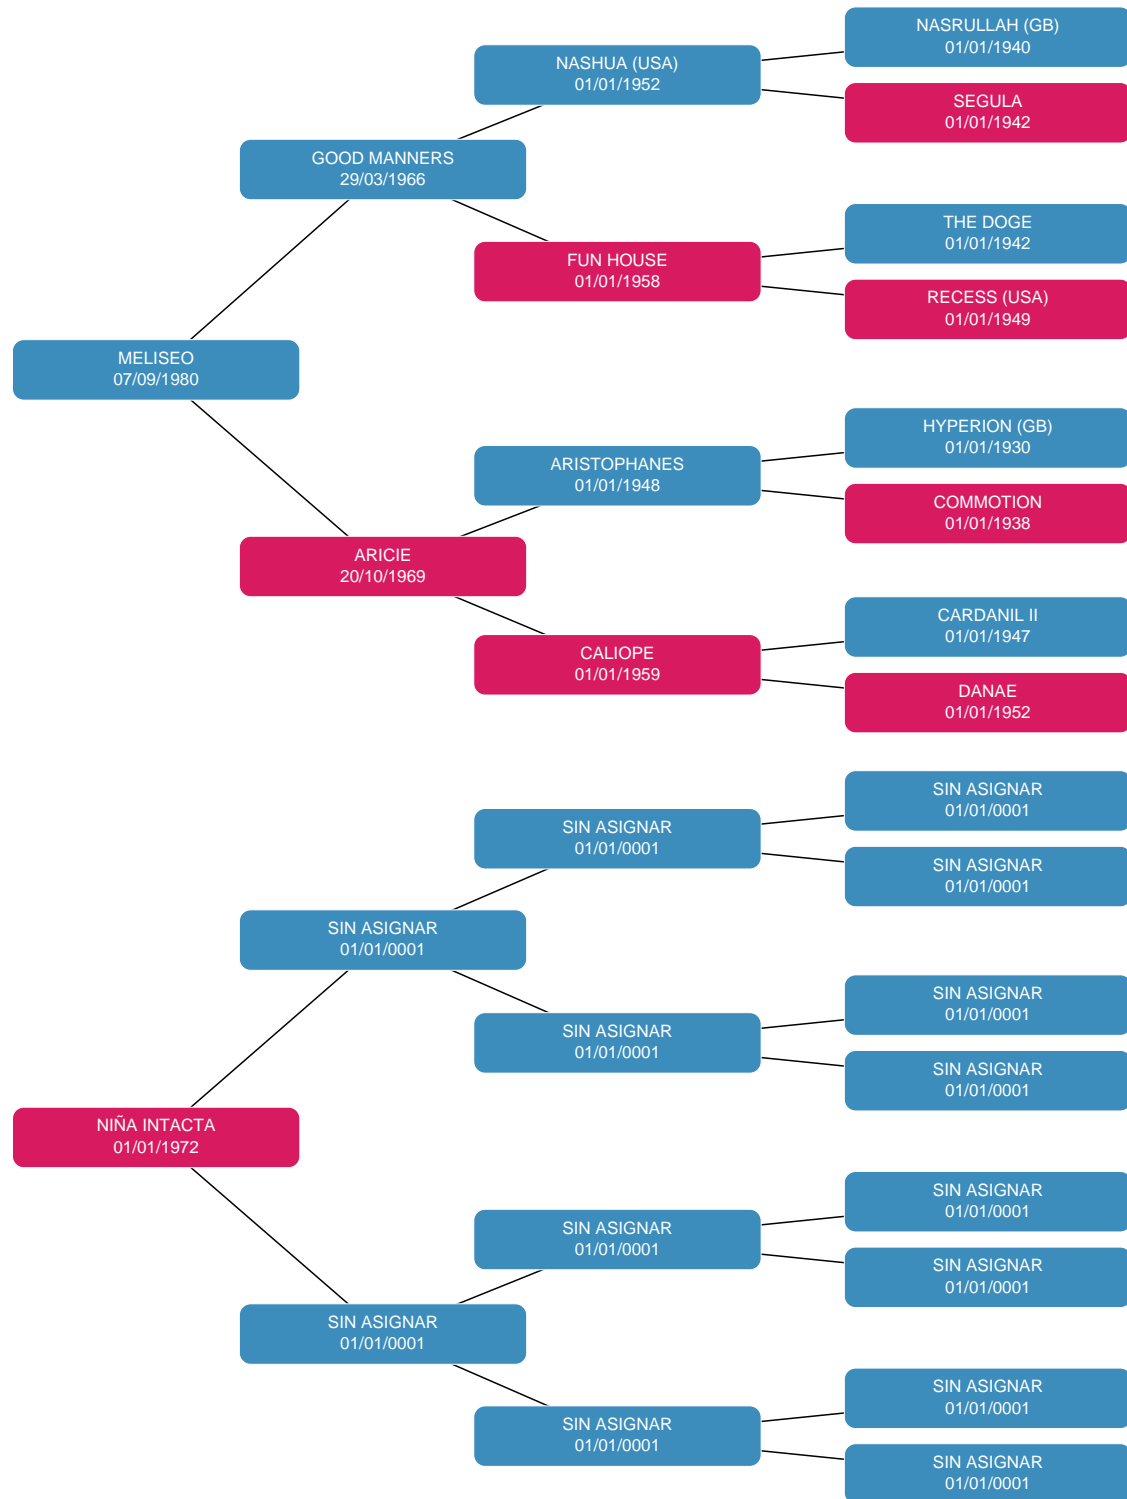 NASRULLAH (GB)
01/01/1940
NASHUA (USA)
01/01/1952
SEGULA
01/01/1942
GOOD MANNERS
29/03/1966
THE DOGE
01/01/1942
FUN HOUSE
01/01/1958
RECESS (USA)
01/01/1949
MELISEO
07/09/1980
HYPERION (GB)
01/01/1930
ARISTOPHANES
01/01/1948
COMMOTION
01/01/1938
ARICIE
20/10/1969
CARDANIL II
01/01/1947
CALIOPE
01/01/1959
DANAE
01/01/1952
SIN ASIGNAR
01/01/0001
SIN ASIGNAR
01/01/0001
SIN ASIGNAR
01/01/0001
SIN ASIGNAR
01/01/0001
SIN ASIGNAR
01/01/0001
SIN ASIGNAR
01/01/0001
SIN ASIGNAR
01/01/0001
NIÑA INTACTA
01/01/1972
SIN ASIGNAR
01/01/0001
SIN ASIGNAR
01/01/0001
SIN ASIGNAR
01/01/0001
SIN ASIGNAR
01/01/0001
SIN ASIGNAR
01/01/0001
SIN ASIGNAR
01/01/0001
SIN ASIGNAR
01/01/0001